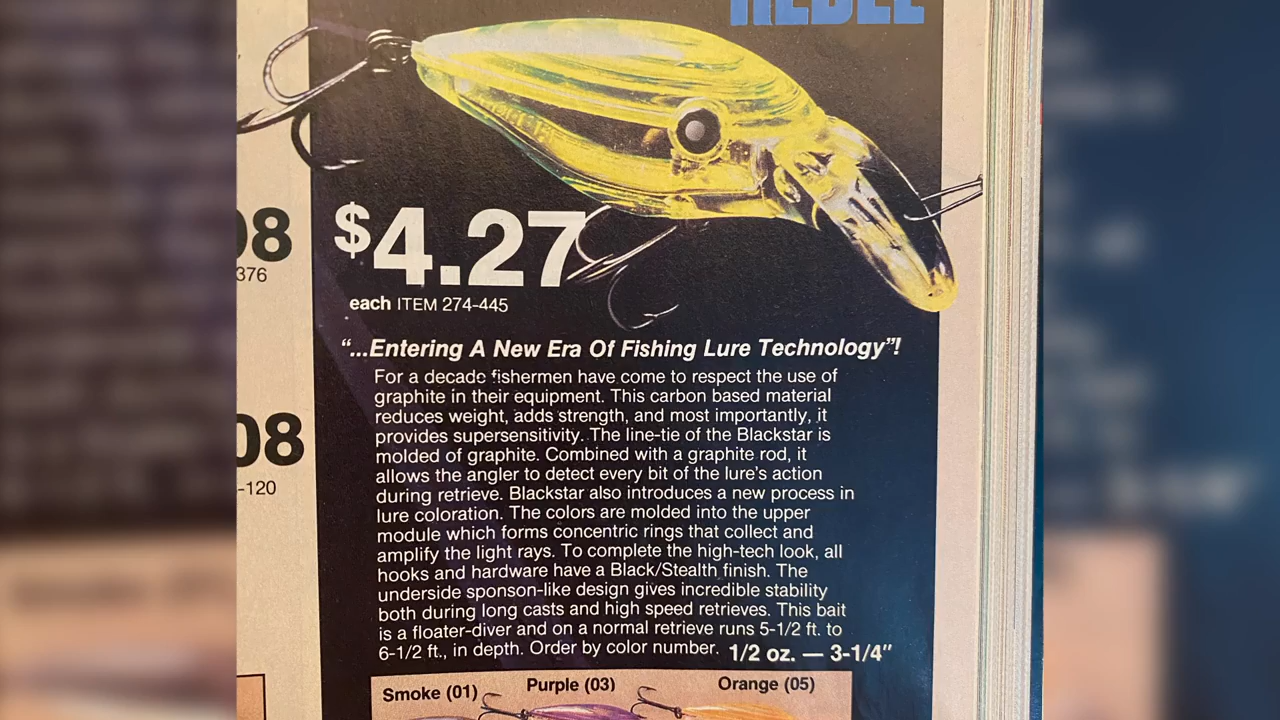 REBEL
$4.27
each ITEM 274-445
08
376
08
-120
“...Entering A New Era Of Fishing Lure Technology”!
For a decade fishermen have come to respect the use of
graphite in their equipment. This carbon based material
reduces weight, adds strength, and most importantly, it
provides supersensitivity. The line-tie of the Blackstar is
molded of graphite. Combined with a graphite rod, it
allows the angler to detect every bit of the lure's action
during retrieve. Blackstar also introduces a new process in
lure coloration. The colors are molded into the upper
module which forms concentric rings that collect and
amplify the light rays. To complete the high-tech look, all
hooks and hardware have a Black/Stealth finish. The
underside sponson-like design gives incredible stability
both during long casts and high speed retrieves. This bait
is a floater-diver and on a normal retrieve runs 5-1/2 ft. to
6-1/2 ft., in depth. Order by color number. 1/2 oz. — 3-1/4”
Smoke (01) Purple (03) Orange (05)